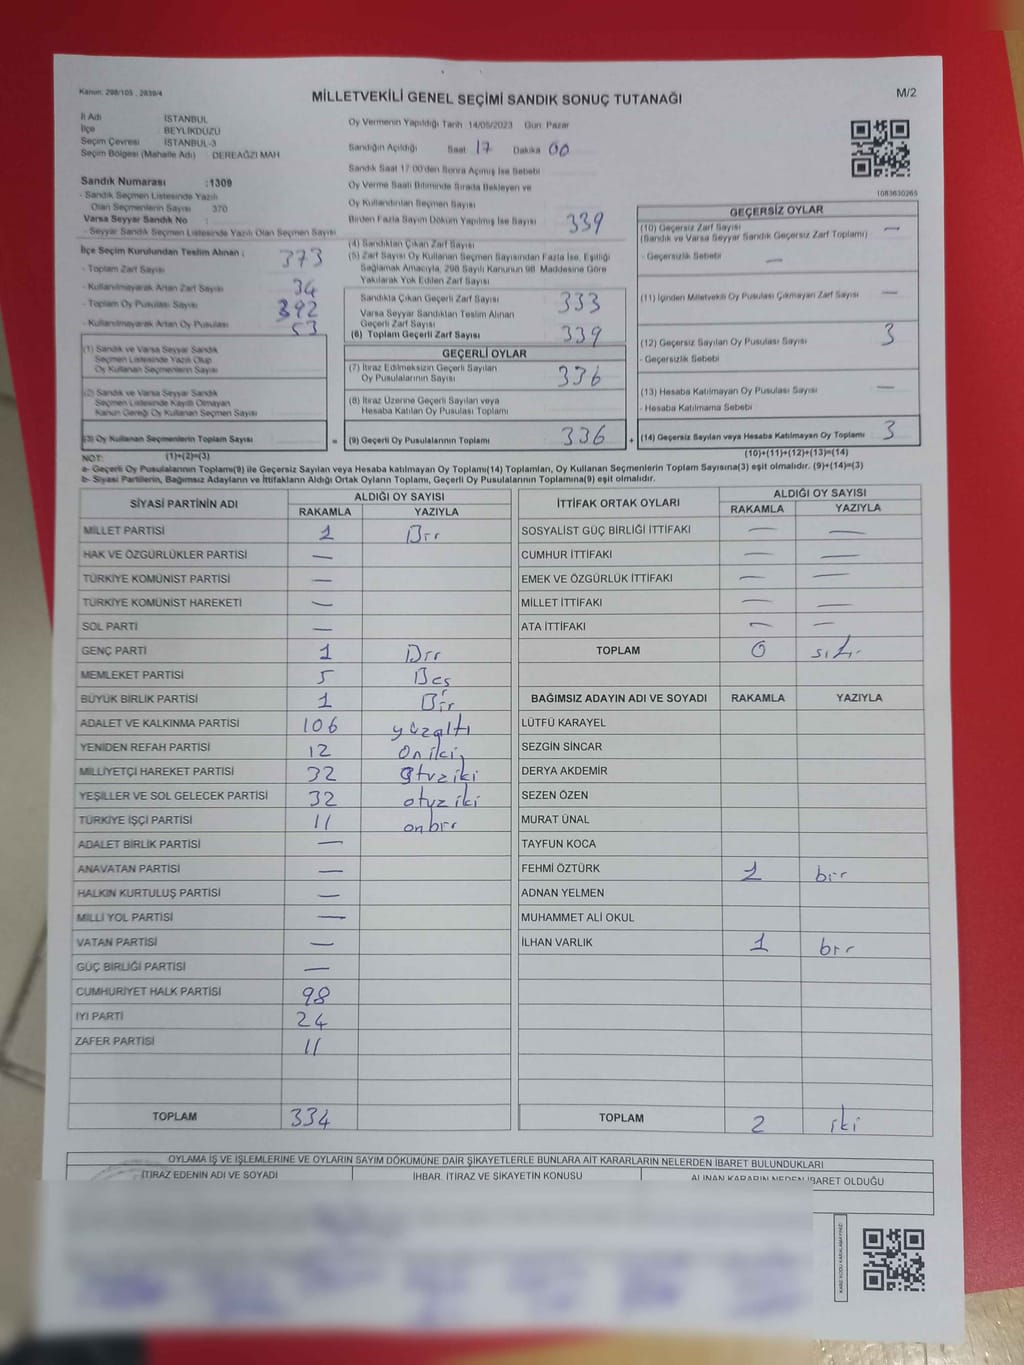 Kanun: 298/105 , 2839/4
MİLLETVEKİLİ GENEL SEÇİMİ SANDIK SONUÇ TUTANAĞI
M/2
İl Adı İSTANBUL
İlçe BEYLİKDÜZÜ
Seçim Çevresi İSTANBUL-3
Seçim Bölgesi (Mahalle Adı) : DEREAĞZI MAH
Sandık Numarası :1309
- Sandık Seçmen Listesinde Yazılı
Olan Seçmenlerin Sayısı 370
Varsa Seyyar Sandık No :
- Seyyar Sandık Seçmen Listesinde Yazılı Olan Seçmen Sayısı
Oy Vermenin Yapıldığı Tarih :14/05/2023 Gün: Pazar
Sandığın Açıldığı Saat 17 Dakika 00
Sandık Saat 17:00'den Sonra Açılmış İse Sebebi
Oy Verme Saati Bitiminde Sırada Bekleyen ve
Oy Kullandırılan Seçmen Sayısı
Birden Fazla Sayım Döküm Yapılmış İse Sayısı 339
1083630265
İlçe Seçim Kurulundan Teslim Alınan :
- Toplam Zarf Sayısı 373
- Kullanılmayarak Artan Zarf Sayısı 34
- Toplam Oy Pusulası Sayısı 392
- Kullanılmayarak Artan Oy Pusulası 53
(1) Sandık ve Varsa Seyyar Sandık
Seçmen Listesinde Yazılı Olup
Oy Kullanan Seçmenlerin Sayısı
(2) Sandık ve Varsa Seyyar Sandık
Seçmen Listesinde Kayıtlı Olmayan
Kanun Gereği Oy Kullanan Seçmen Sayısı
(3) Oy Kullanan Seçmenlerin Toplam Sayısı
(4) Sandıktan Çıkan Zarf Sayısı
(5) Zarf Sayısı Oy Kullanan Seçmen Sayısından Fazla İse, Eşitliği
Sağlamak Amacıyla, 298 Sayılı Kanunun 98. Maddesine Göre
Yakılarak Yok Edilen Zarf Sayısı
Sandıkta Çıkan Geçerli Zarf Sayısı 333
Varsa Seyyar Sandıktan Teslim Alınan
Geçerli Zarf Sayısı
(6) Toplam Geçerli Zarf Sayısı 339
GEÇERLİ OYLAR
(7) İtiraz Edilmeksizin Geçerli Sayılan
Oy Pusulalarının Sayısı 336
(8) İtiraz Üzerine Geçerli Sayılan veya
Hesaba Katılan Oy Pusulası Toplamı
= (9) Geçerli Oy Pusulalarının Toplamı 336
GEÇERSİZ OYLAR
(10) Geçersiz Zarf Sayısı —
(Sandık ve Varsa Seyyar Sandık Geçersiz Zarf Toplamı)
- Geçersizlik Sebebi —
(11) İçinden Milletvekili Oy Pusulası Çıkmayan Zarf Sayısı —
(12) Geçersiz Sayılan Oy Pusulası Sayısı 3
- Geçersizlik Sebebi
(13) Hesaba Katılmayan Oy Pusulası Sayısı —
- Hesaba Katılmama Sebebi
+ (14) Geçersiz Sayılan veya Hesaba Katılmayan Oy Toplamı 3
NOT: (1)+(2)=(3) (10)+(11)+(12)+(13)=(14)
a- Geçerli Oy Pusulalarının Toplamı(9) ile Geçersiz Sayılan veya Hesaba katılmayan Oy Toplamı(14) Toplamları, Oy Kullanan Seçmenlerin Toplam Sayısına(3) eşit olmalıdır. (9)+(14)=(3)
b- Siyasi Partilerin, Bağımsız Adayların ve İttifakların Aldığı Ortak Oyların Toplamı, Geçerli Oy Pusulalarının Toplamına(9) eşit olmalıdır.
SİYASİ PARTİNİN ADI ALDIĞI OY SAYISI
RAKAMLA YAZIYLA
MİLLET PARTİSİ 1 Bir
HAK VE ÖZGÜRLÜKLER PARTİSİ —
TÜRKİYE KOMÜNİST PARTİSİ —
TÜRKİYE KOMÜNİST HAREKETİ —
SOL PARTİ —
GENÇ PARTİ 1 Bir
MEMLEKET PARTİSİ 5 Beş
BÜYÜK BİRLİK PARTİSİ 1 Bir
ADALET VE KALKINMA PARTİSİ 106 yüzaltı
YENİDEN REFAH PARTİSİ 12 Oniki
MİLLİYETÇİ HAREKET PARTİSİ 32 Otuziki
YEŞİLLER VE SOL GELECEK PARTİSİ 32 otuz iki
TÜRKİYE İŞÇİ PARTİSİ 11 onbir
ADALET BİRLİK PARTİSİ —
ANAVATAN PARTİSİ —
HALKIN KURTULUŞ PARTİSİ —
MİLLİ YOL PARTİSİ —
VATAN PARTİSİ —
GÜÇ BİRLİĞİ PARTİSİ —
CUMHURİYET HALK PARTİSİ 98
İYİ PARTİ 24
ZAFER PARTİSİ 11
TOPLAM 334
İTTİFAK ORTAK OYLARI ALDIĞI OY SAYISI
RAKAMLA YAZIYLA
SOSYALİST GÜÇ BİRLİĞİ İTTİFAKI — —
CUMHUR İTTİFAKI — —
EMEK VE ÖZGÜRLÜK İTTİFAKI — —
MİLLET İTTİFAKI — —
ATA İTTİFAKI — —
TOPLAM 0 sıfır
BAĞIMSIZ ADAYIN ADI VE SOYADI RAKAMLA YAZIYLA
LÜTFÜ KARAYEL
SEZGİN SİNCAR
DERYA AKDEMİR
SEZEN ÖZEN
MURAT ÜNAL
TAYFUN KOCA
FEHMİ ÖZTÜRK 1 bir
ADNAN YELMEN
MUHAMMET ALİ OKUL
İLHAN VARLIK 1 bir
TOPLAM 2 iki
OYLAMA İŞ VE İŞLEMLERİNE VE OYLARIN SAYIM DÖKÜMÜNE DAİR ŞİKAYETLERLE BUNLARA AİT KARARLARIN NELERDEN İBARET BULUNDUKLARI
İTİRAZ EDENİN ADI VE SOYADI İHBAR, İTİRAZ VE ŞİKAYETİN KONUSU ALINAN KARARIN NEDEN İBARET OLDUĞU